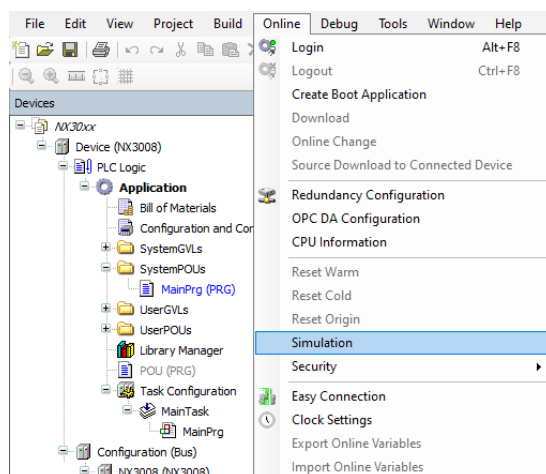 File Edit View Project Build Online Debug Tools Window Help
Login Alt+F8
Logout Ctrl+F8
Create Boot Application
Download
Online Change
Source Download to Connected Device
Redundancy Configuration
OPC DA Configuration
CPU Information
Reset Warm
Reset Cold
Reset Origin
Simulation
Security
Easy Connection
Clock Settings
Export Online Variables
Import Online Variables
Devices
NX30xx
Device (NX3008)
PLC Logic
Application
Bill of Materials
Configuration and Cor
SystemGVLs
SystemPOUs
MainPrg (PRG)
UserGVLs
UserPOUs
Library Manager
POU (PRG)
Task Configuration
MainTask
MainPrg
Configuration (Bus)
NX3008 (NX3008)